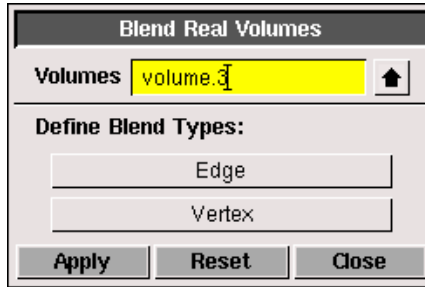 Blend Real Volumes
Volumes volume.3
Define Blend Types:
Edge
Vertex
Apply Reset Close